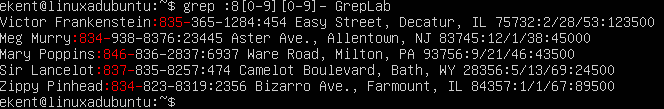 ekent@linuxadubuntu:~$ grep :8[0-9][0-9]- GrepLab
Victor Frankenstein:835-365-1284:454 Easy Street, Decatur, IL 75732:2/28/53:123500
Meg Murry:834-938-8376:23445 Aster Ave., Allentown, NJ 83745:12/1/38:45000
Mary Poppins:846-836-2837:6937 Ware Road, Milton, PA 93756:9/21/46:43500
Sir Lancelot:837-835-8257:474 Camelot Boulevard, Bath, WY 28356:5/13/69:24500
Zippy Pinhead:834-823-8319:2356 Bizarro Ave., Farmount, IL 84357:1/1/67:89500
ekent@linuxadubuntu:~$